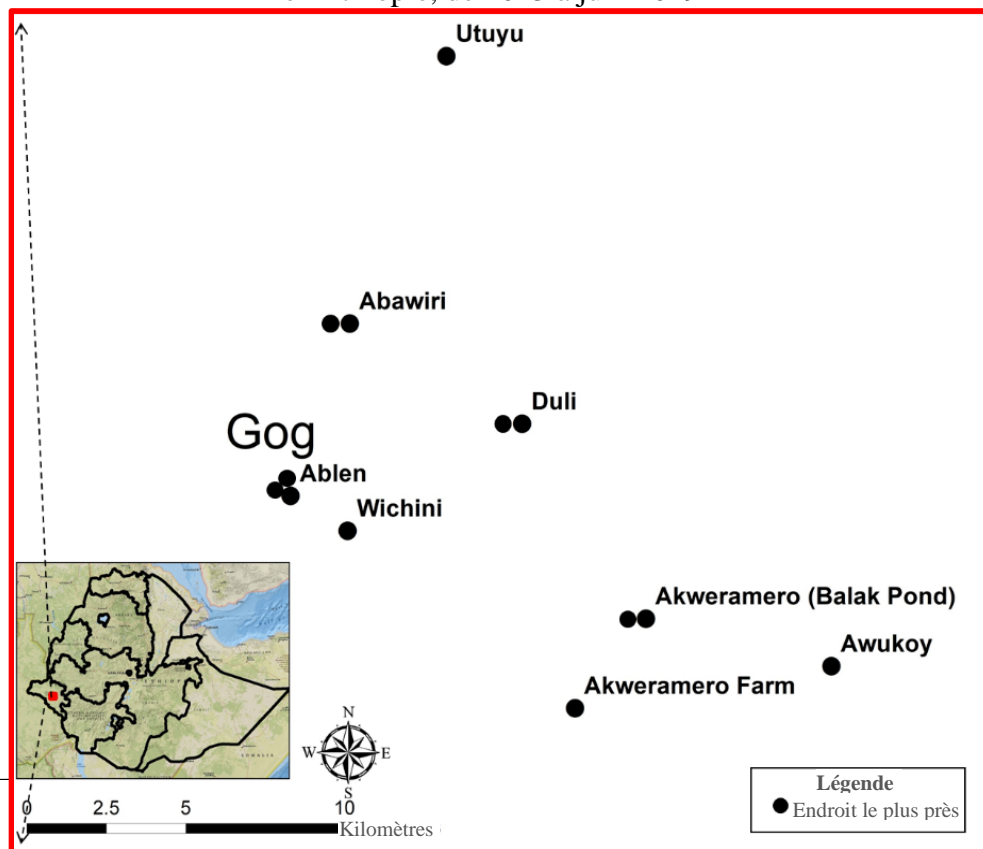 Utuyu
Abawiri
Duli
Gog
Ablen
Wichini
Akweramero (Balak Pond)
Awukoy
Akweramero Farm
N
W E
S
0 2.5 5 10
Kilomètres
Légende
Endroit le plus près